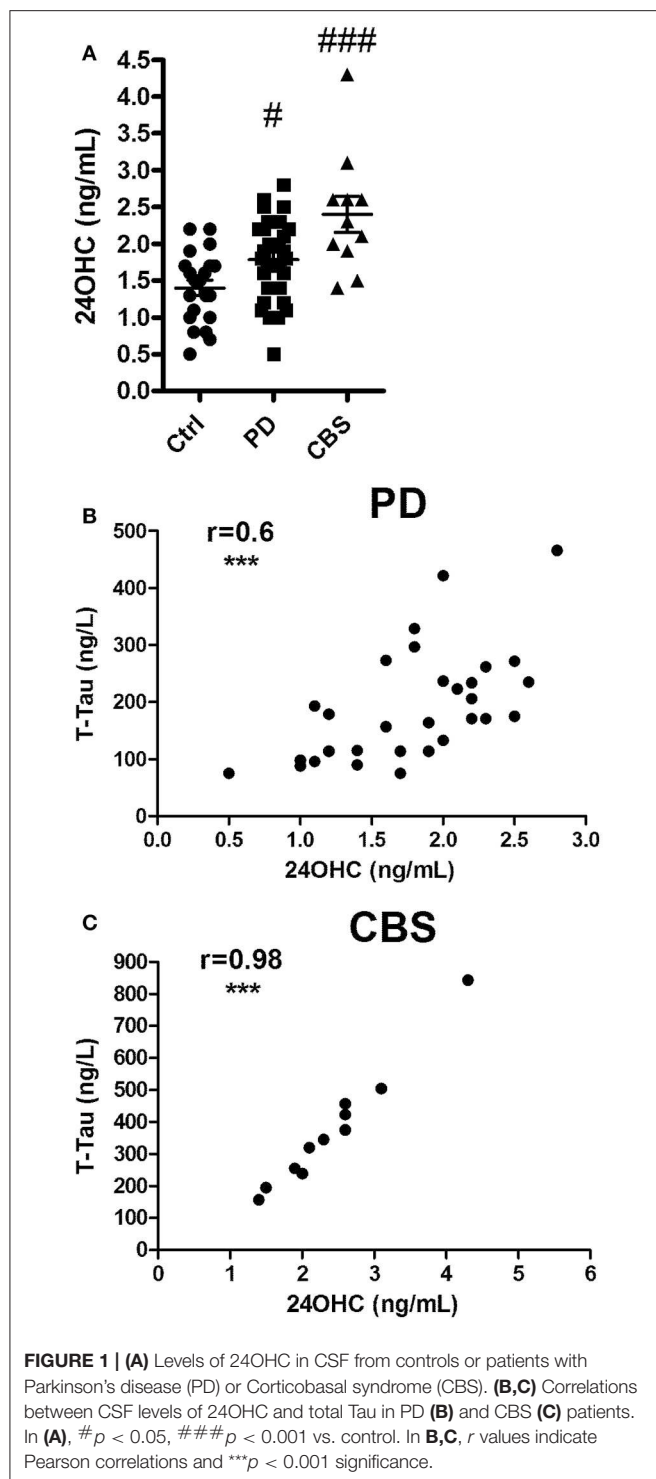 A
###
#
4.5
4.0
3.5
3.0
2.5
2.0
1.5
1.0
0.5
0.0
24OHC (ng/mL)
Ctrl
PD
CBS
B
PD
r=0.6
***
500
400
300
200
100
0
T-Tau (ng/L)
0.0 0.5 1.0 1.5 2.0 2.5 3.0
24OHC (ng/mL)
C
CBS
r=0.98
***
900
800
700
600
500
400
300
200
100
0
T-Tau (ng/L)
0 1 2 3 4 5 6
24OHC (ng/mL)
FIGURE 1 | (A) Levels of 24OHC in CSF from controls or patients with
Parkinson's disease (PD) or Corticobasal syndrome (CBS). (B,C) Correlations
between CSF levels of 24OHC and total Tau in PD (B) and CBS (C) patients.
In (A), #p < 0.05, ###p < 0.001 vs. control. In B,C, r values indicate
Pearson correlations and ***p < 0.001 significance.